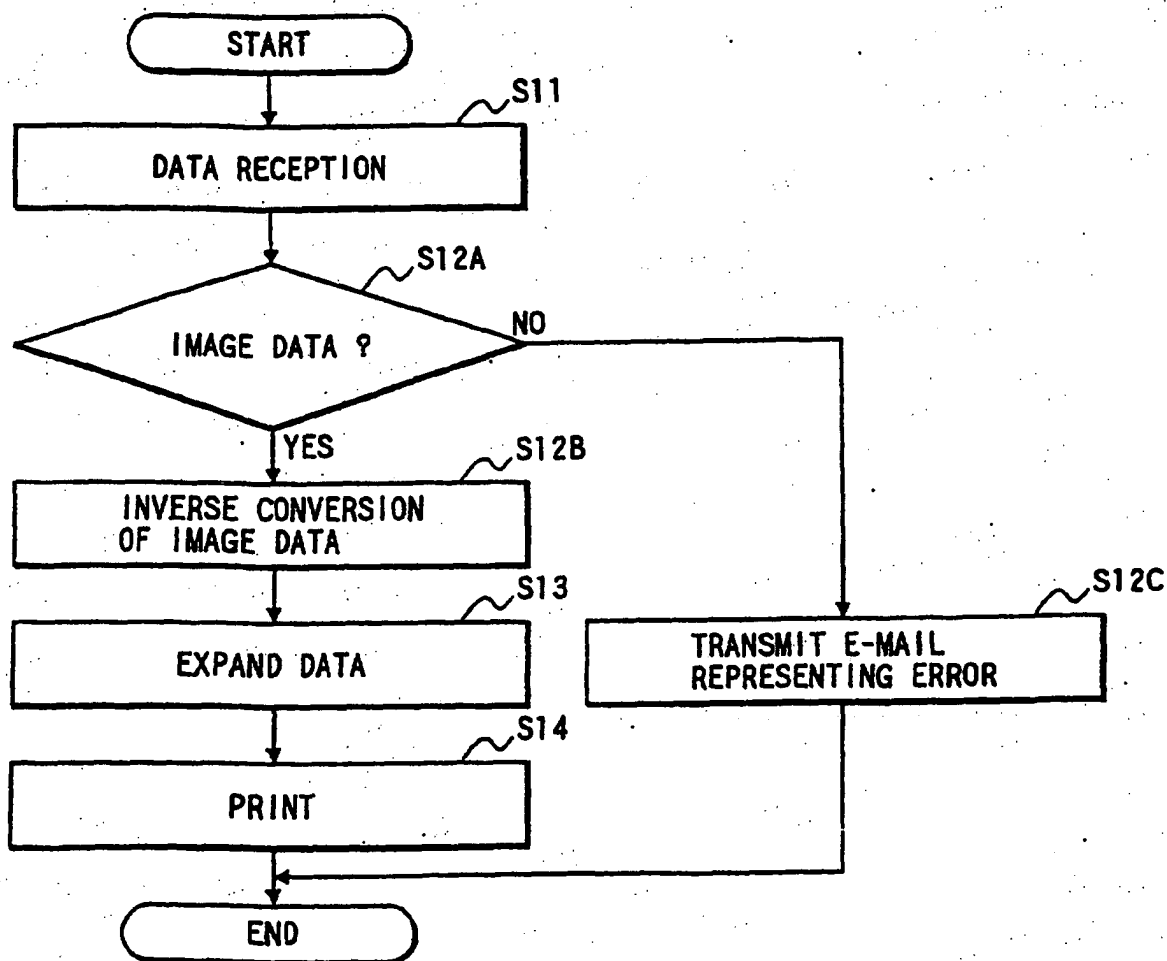 START
S11
DATA RECEPTION
S12A
IMAGE DATA ?
NO
YES
S12B
INVERSE CONVERSION
OF IMAGE DATA
S13
EXPAND DATA
S12C
TRANSMIT E-MAIL
REPRESENTING ERROR
S14
PRINT
END